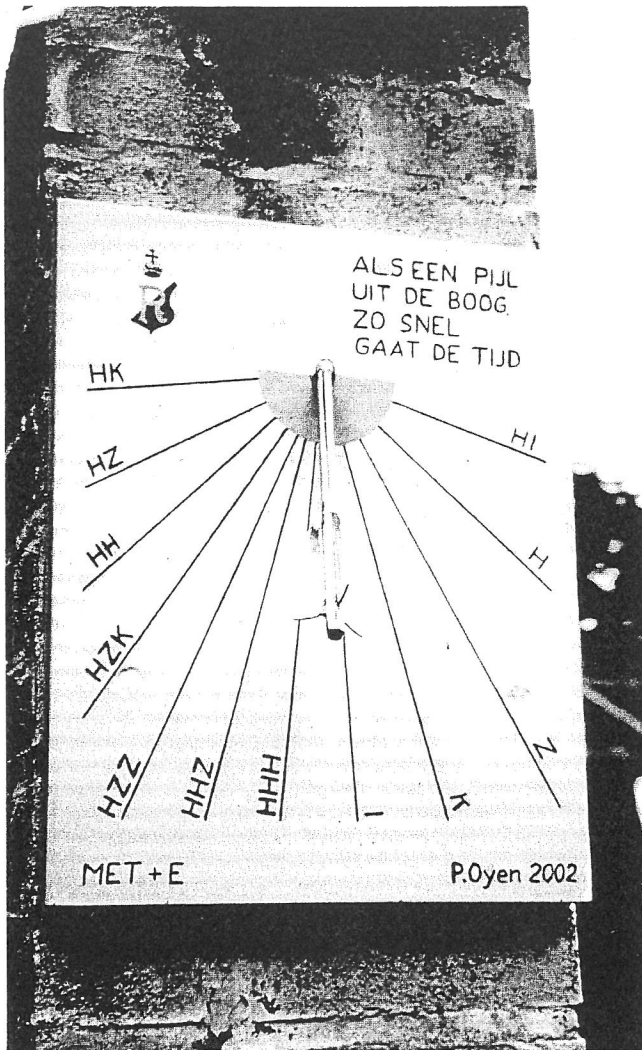 R
ALS EEN PIJL
UIT DE BOOG.
ZO SNEL
GAAT DE TIJD
HK
HZ
HH
HZK
HZZ
HHZ
HHH
I
K
Z
H
HI
MET + E
P.Oyen 2002